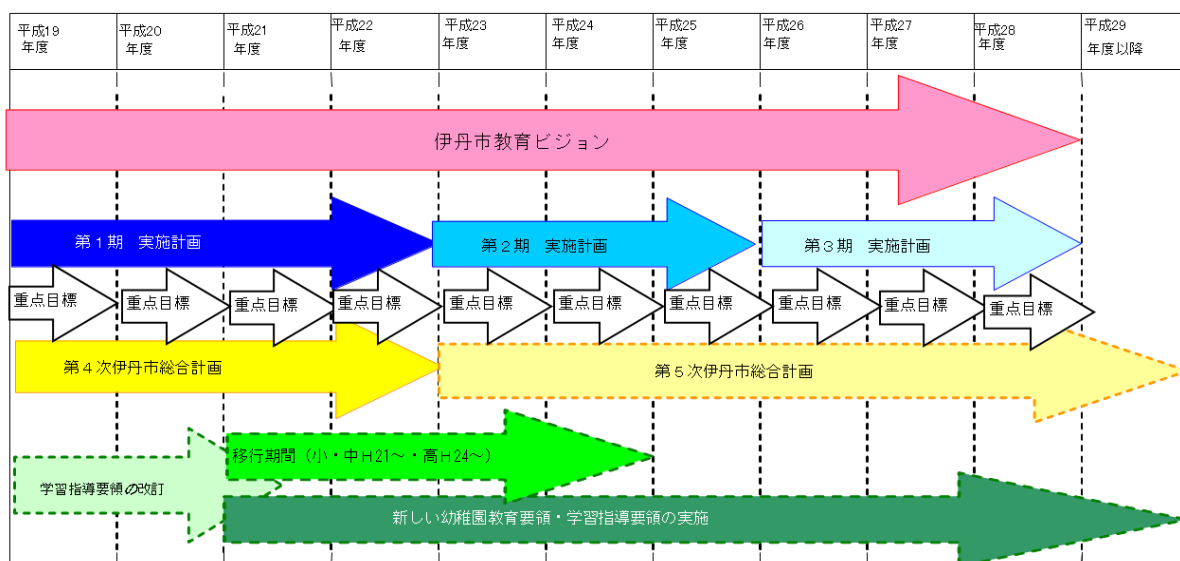 平成19
年度
平成20
年度
平成21
年度
平成22
年度
平成23
年度
平成24
年度
平成25
年度
平成26
年度
平成27
年度
平成28
年度
平成29
年度以降
伊丹市教育ビジョン
第１期　実施計画
第２期　実施計画
第３期　実施計画
重点目標
重点目標
重点目標
重点目標
重点目標
重点目標
重点目標
重点目標
重点目標
重点目標
第４次伊丹市総合計画
第５次伊丹市総合計画
移行期間（小・中Ｈ21～・高Ｈ24～）
学習指導要領の改訂
新しい幼稚園教育要領・学習指導要領の実施